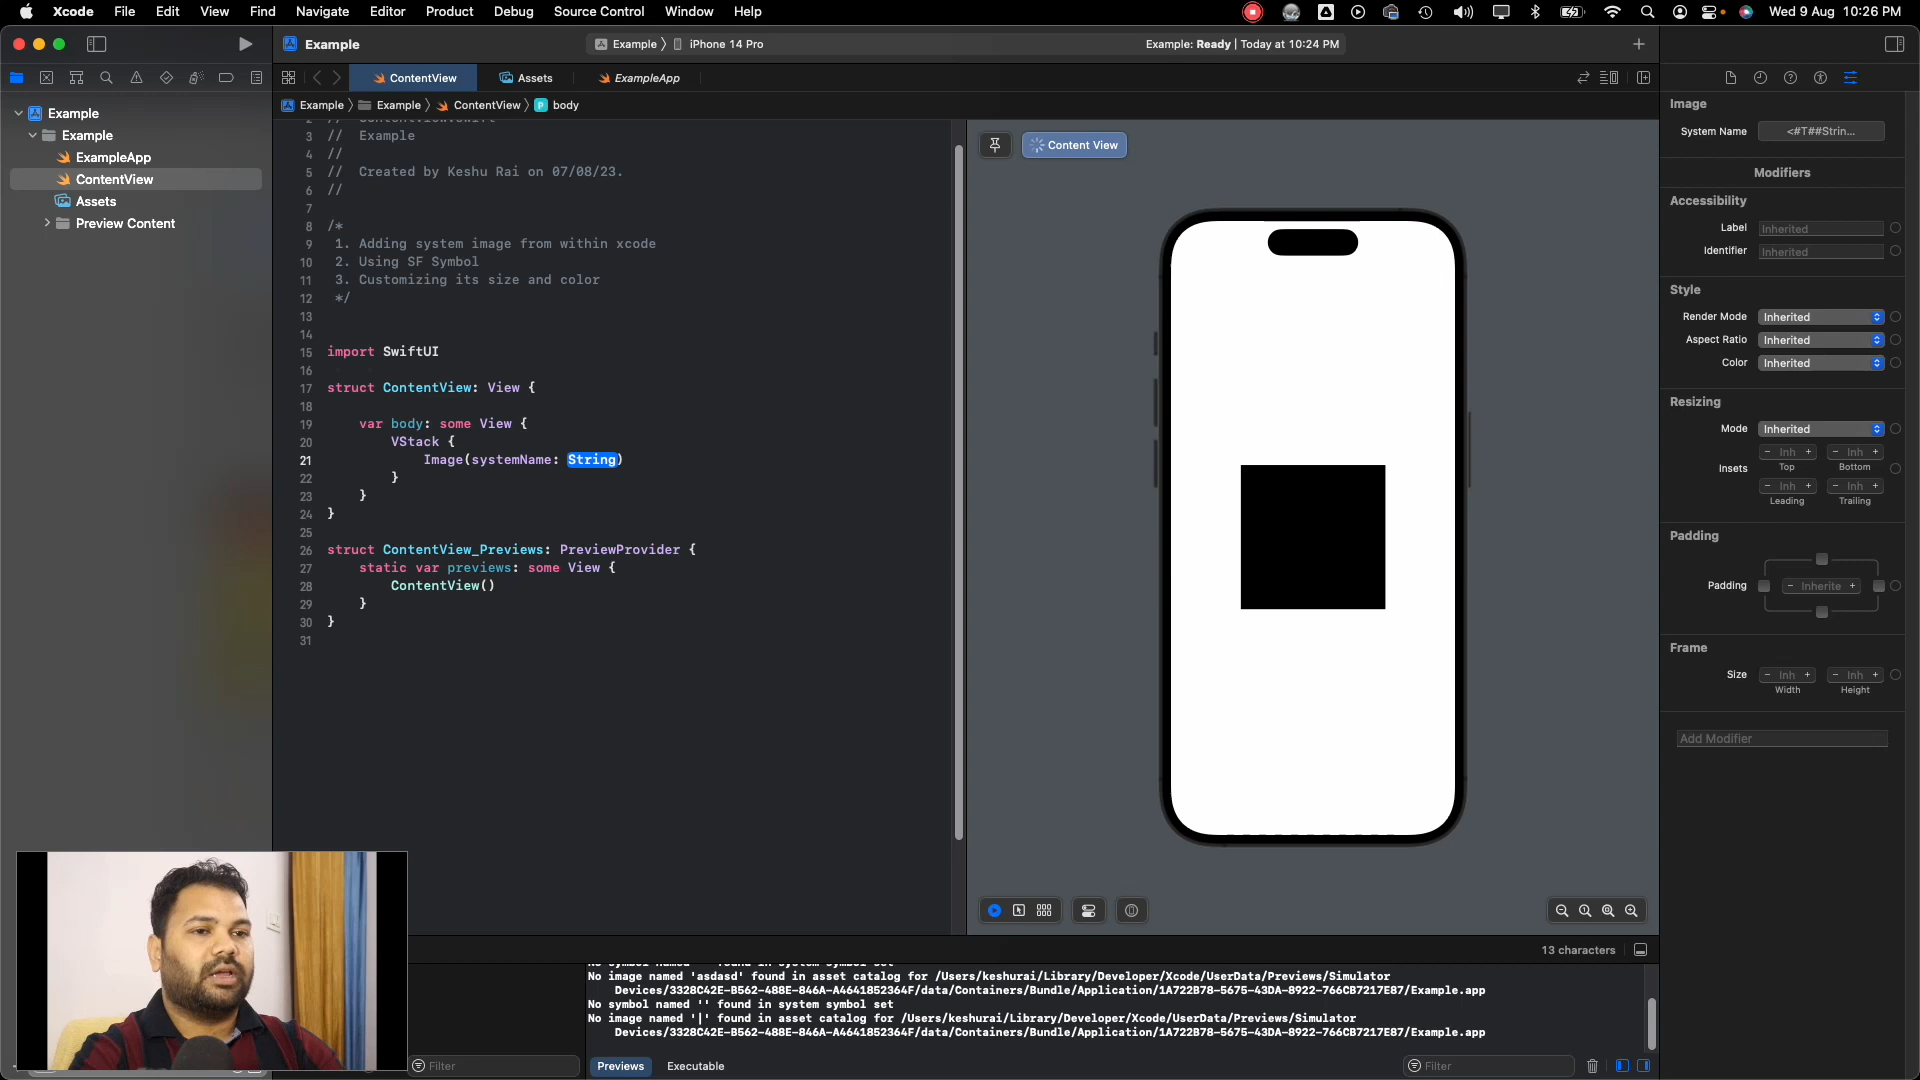 Xcode File Edit View Find Navigate Editor Product Debug Source Control Window Help Wed 9 Aug 10:26 PM
Example
Example 〉 iPhone 14 Pro
Example: Ready | Today at 10:24 PM
ContentView
Assets
ExampleApp
Example 〉 Example 〉 ContentView 〉 body
Example
Example
ExampleApp
ContentView
Assets
Preview Content
3 // Example
4 //
5 // Created by Keshu Rai on 07/08/23.
6 //
7
8 /*
9 1. Adding system image from within xcode
10 2. Using SF Symbol
11 3. Customizing its size and color
12 */
13
14
15 import SwiftUI
16
17 struct ContentView: View {
18
19 var body: some View {
20 VStack {
21 Image(systemName: String)
22 }
23 }
24 }
25
26 struct ContentView_Previews: PreviewProvider {
27 static var previews: some View {
28 ContentView()
29 }
30 }
31
Content View
Image
System Name <#T##Strin...
Modifiers
Accessibility
Label Inherited
Identifier Inherited
Style
Render Mode Inherited
Aspect Ratio Inherited
Color Inherited
Resizing
Mode Inherited
− Inh + − Inh +
Insets Top Bottom
− Inh + − Inh +
Leading Trailing
Padding
Padding − Inherite +
Frame
Size − Inh + − Inh +
Width Height
Add Modifier
13 characters
No image named 'asdasd' found in asset catalog for /Users/keshurai/Library/Developer/Xcode/UserData/Previews/Simulator
Devices/3328C42E-B562-488E-846A-A4641852364F/data/Containers/Bundle/Application/1A722B78-5675-43DA-8922-766CB7217E87/Example.app
No symbol named '' found in system symbol set
No image named '|' found in asset catalog for /Users/keshurai/Library/Developer/Xcode/UserData/Previews/Simulator
Devices/3328C42E-B562-488E-846A-A4641852364F/data/Containers/Bundle/Application/1A722B78-5675-43DA-8922-766CB7217E87/Example.app
Filter
Previews Executable
Filter